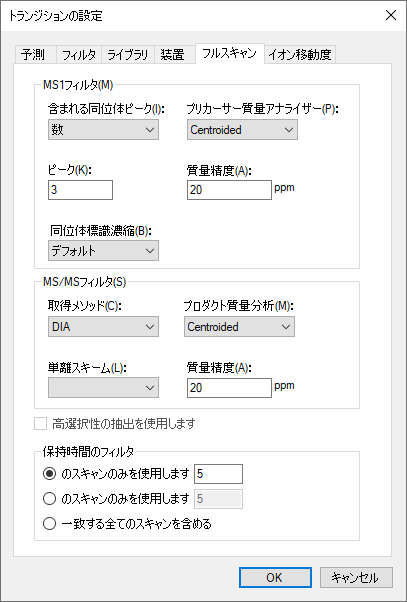 トランジションの設定
予測 フィルタ ライブラリ 装置 フルスキャン イオン移動度
MS1フィルタ(M)
含まれる同位体ピーク(I): プリカーサー質量アナライザー(P):
数 Centroided
ピーク(K): 質量精度(A):
3 20 ppm
同位体標識濃縮(B):
デフォルト
MS/MSフィルタ(S)
取得メソッド(C): プロダクト質量分析(M):
DIA Centroided
単離スキーム(L): 質量精度(A):
20 ppm
高選択性の抽出を使用します
保持時間のフィルタ
のスキャンのみを使用します 5
のスキャンのみを使用します 5
一致する全てのスキャンを含める
OK キャンセル